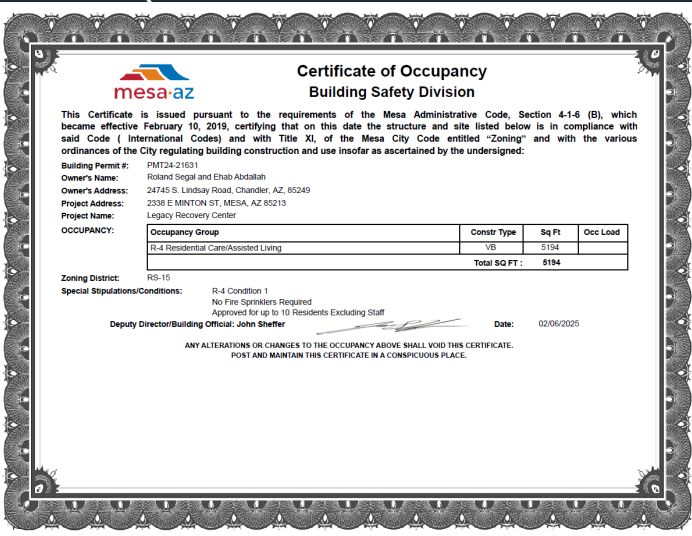 mesa·az
Certificate of Occupancy
Building Safety Division
This Certificate is issued pursuant to the requirements of the Mesa Administrative Code, Section 4-1-6 (B), which
became effective February 10, 2019, certifying that on this date the structure and site listed below is in compliance with
said Code ( International Codes) and with Title XI, of the Mesa City Code entitled “Zoning” and with the various
ordinances of the City regulating building construction and use insofar as ascertained by the undersigned:
Building Permit #: PMT24-21631
Owner's Name: Roland Segal and Ehab Abdallah
Owner's Address: 24745 S. Lindsay Road, Chandler, AZ, 85249
Project Address: 2338 E MINTON ST, MESA, AZ 85213
Project Name: Legacy Recovery Center
OCCUPANCY: Occupancy Group Constr Type Sq Ft Occ Load
R-4 Residential Care/Assisted Living VB 5194
Total SQ FT : 5194
Zoning District: RS-15
Special Stipulations/Conditions: R-4 Condition 1
No Fire Sprinklers Required
Approved for up to 10 Residents Excluding Staff
Deputy Director/Building Official: John Sheffer Date: 02/06/2025
ANY ALTERATIONS OR CHANGES TO THE OCCUPANCY ABOVE SHALL VOID THIS CERTIFICATE.
POST AND MAINTAIN THIS CERTIFICATE IN A CONSPICUOUS PLACE.